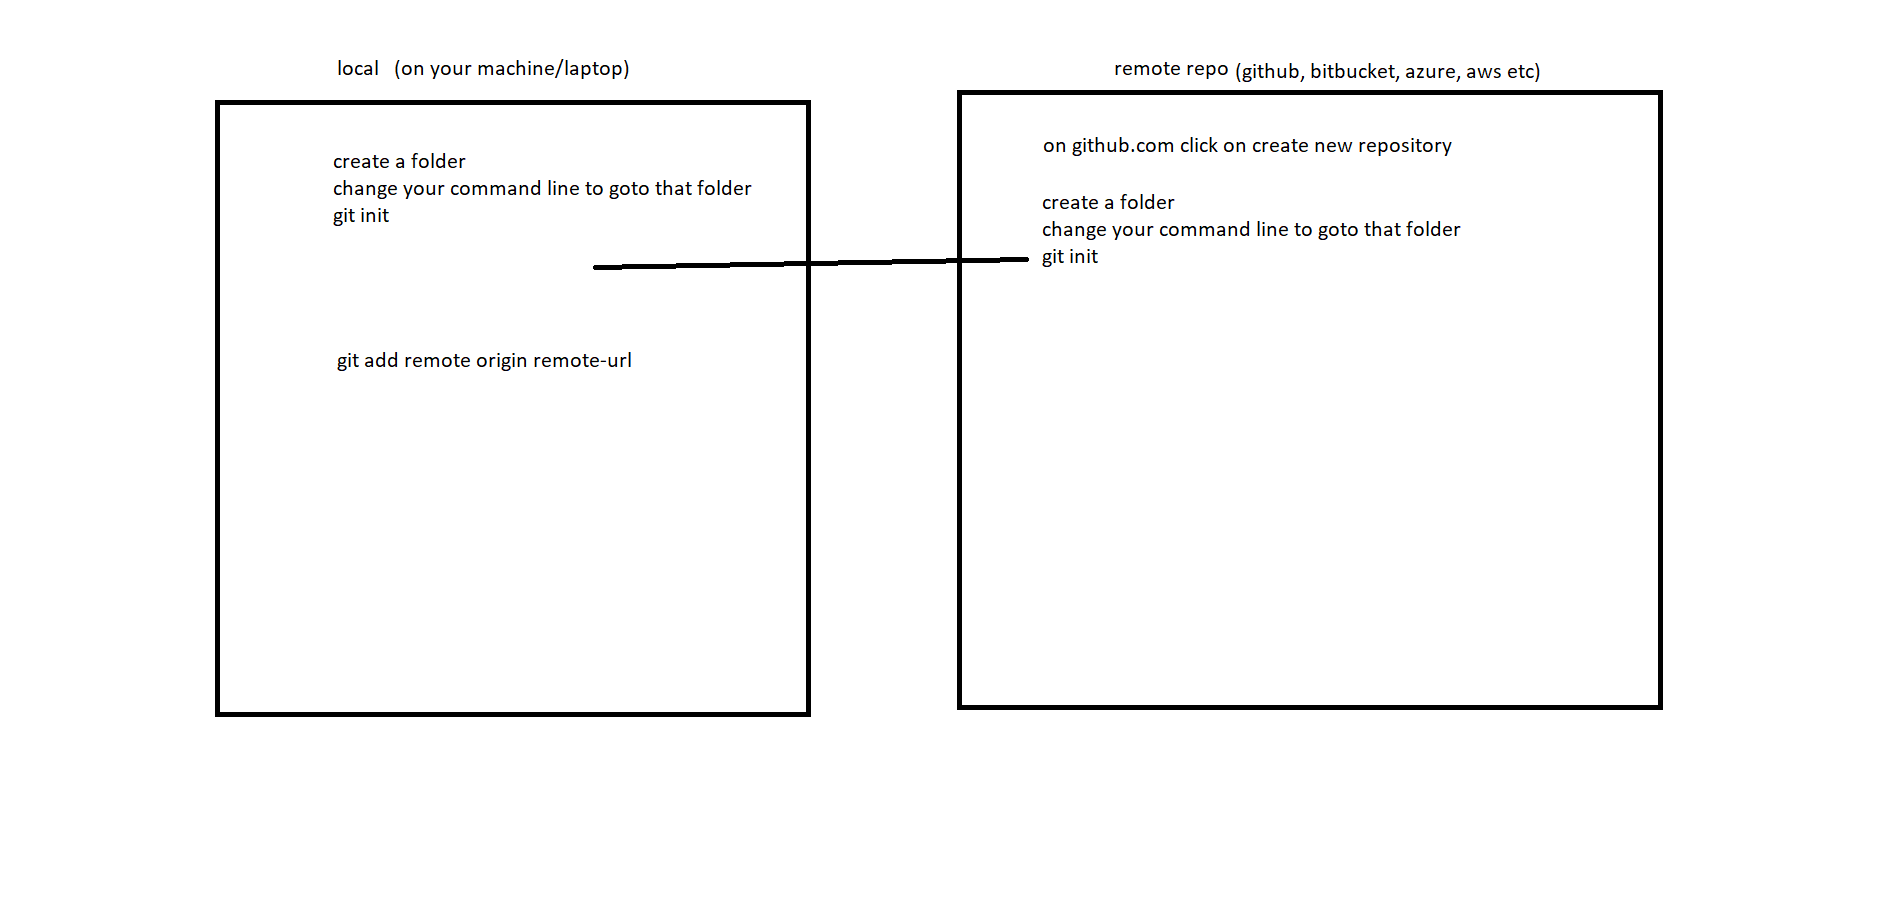 local (on your machine/laptop)
create a folder
change your command line to goto that folder
git init
git add remote origin remote-url
remote repo (github, bitbucket, azure, aws etc)
on github.com click on create new repository
create a folder
change your command line to goto that folder
git init